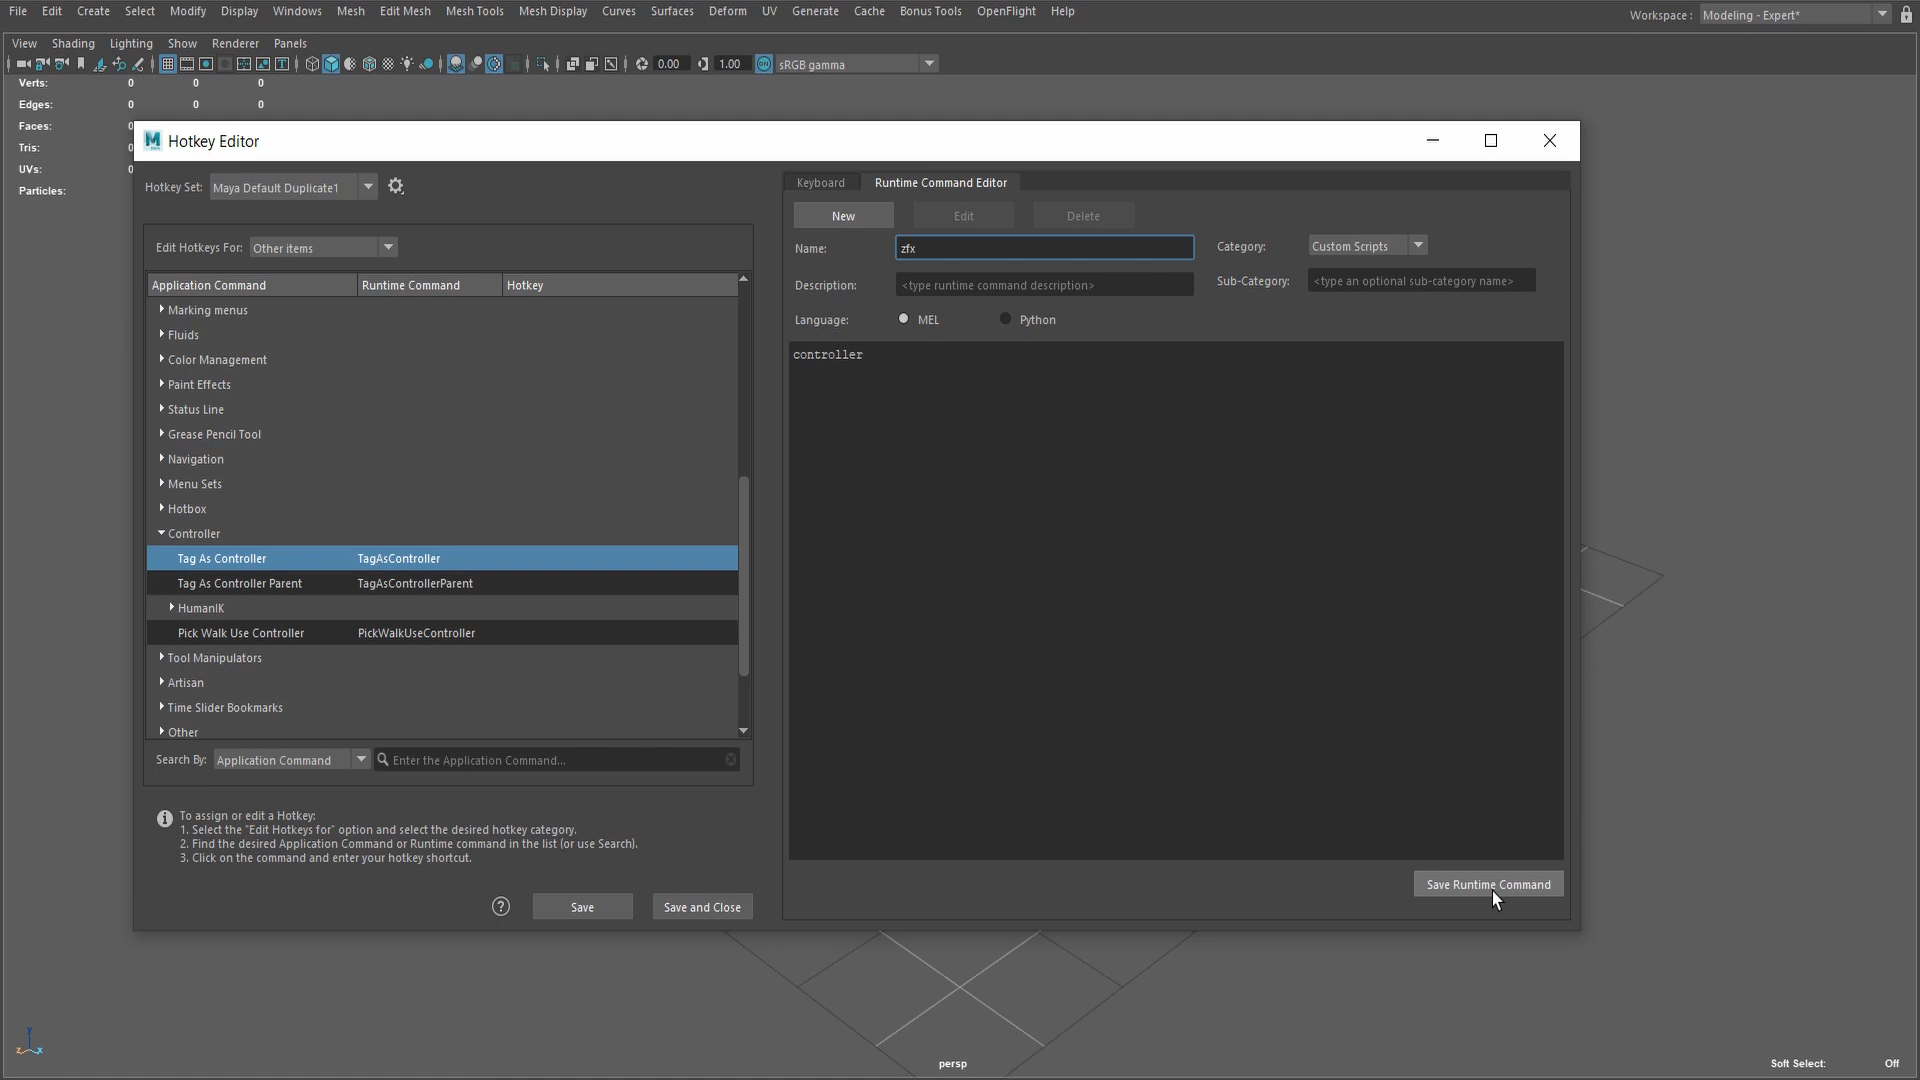 File Edit Create Select Modify Display Windows Mesh Edit Mesh Mesh Tools Mesh Display Curves Surfaces Deform UV Generate Cache Bonus Tools OpenFlight Help
Workspace : Modeling - Expert*
View Shading Lighting Show Renderer Panels
0.00 1.00 ON sRGB gamma
Verts: 0 0 0
Edges: 0 0 0
Faces: 0
Tris: 0
UVs: 0
Particles:
M Hotkey Editor
Hotkey Set: Maya Default Duplicate1
Edit Hotkeys For: Other items
Application Command Runtime Command Hotkey
Marking menus
Fluids
Color Management
Paint Effects
Status Line
Grease Pencil Tool
Navigation
Menu Sets
Hotbox
Controller
Tag As Controller TagAsController
Tag As Controller Parent TagAsControllerParent
HumanIK
Pick Walk Use Controller PickWalkUseController
Tool Manipulators
Artisan
Time Slider Bookmarks
Other
Search By: Application Command Enter the Application Command...
To assign or edit a Hotkey:
1. Select the "Edit Hotkeys for" option and select the desired hotkey category.
2. Find the desired Application Command or Runtime command in the list (or use Search).
3. Click on the command and enter your hotkey shortcut.
? Save Save and Close
Keyboard Runtime Command Editor
New Edit Delete
Name: zfx Category: Custom Scripts
Description: <type runtime command description> Sub-Category: <type an optional sub-category name>
Language: MEL Python
controller
Save Runtime Command
y
z x
persp
Soft Select: Off